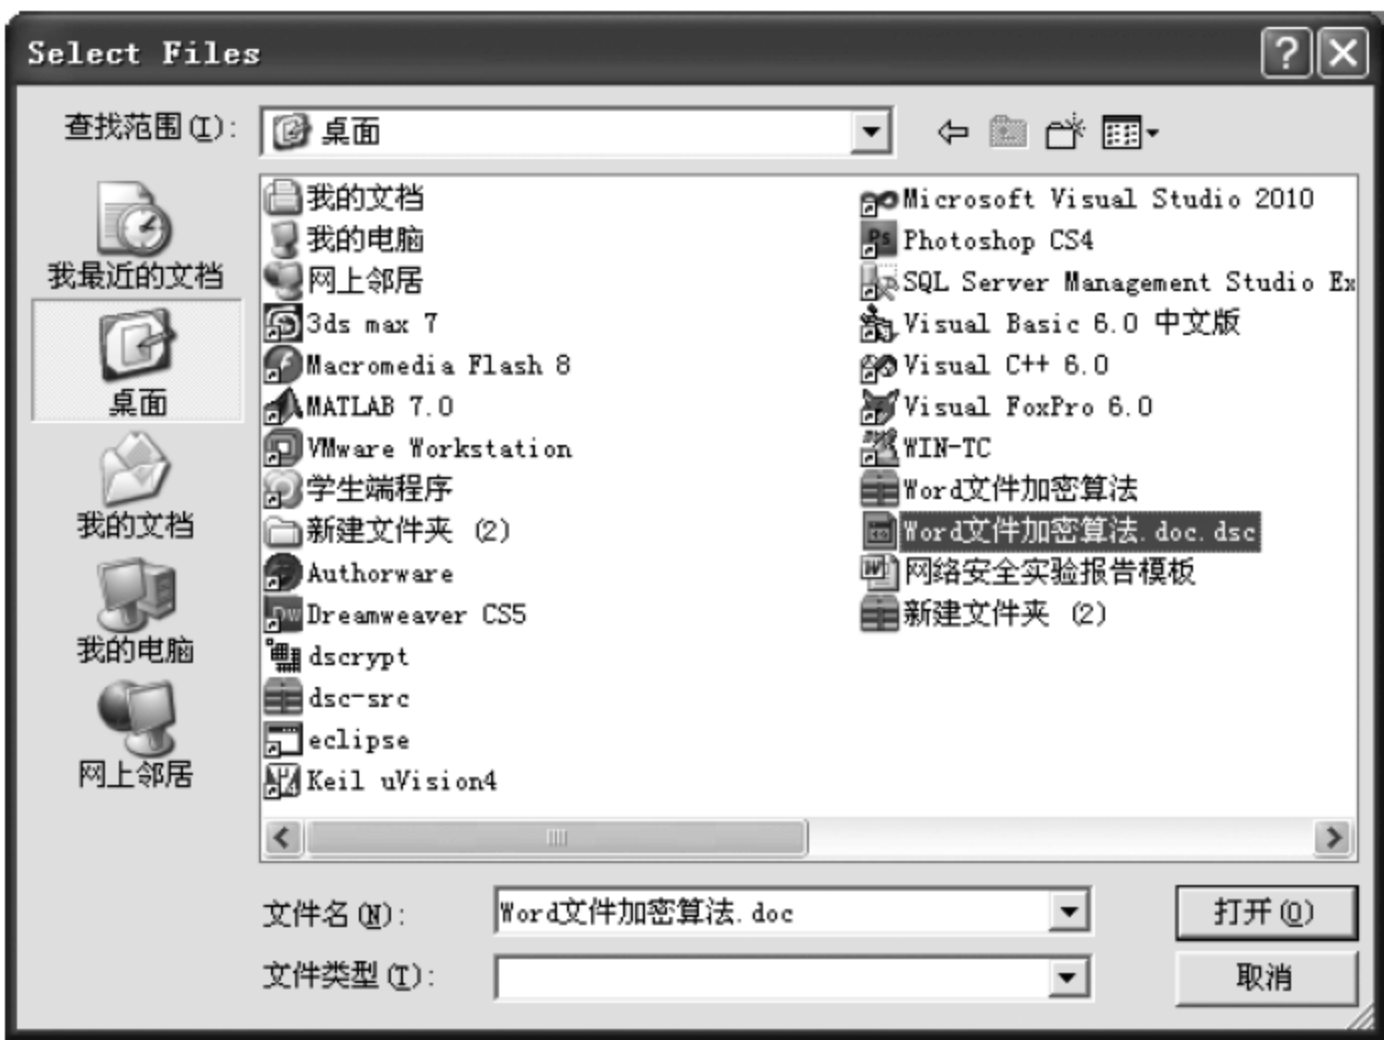 Select Files
查找范围(I):
桌面
我最近的文档
桌面
我的文档
我的电脑
网上邻居
我的文档
我的电脑
网上邻居
3ds max 7
Macromedia Flash 8
MATLAB 7.0
VMware Workstation
学生端程序
新建文件夹 (2)
Authorware
Dreamweaver CS5
dscrypt
dsc-src
eclipse
Keil uVision4
Microsoft Visual Studio 2010
Photoshop CS4
SQL Server Management Studio Ex
Visual Basic 6.0 中文版
Visual C++ 6.0
Visual FoxPro 6.0
WIN-TC
Word文件加密算法
Word文件加密算法.doc.dsc
网络安全实验报告模板
新建文件夹 (2)
文件名(N):
Word文件加密算法.doc
打开(O)
文件类型(T):
取消